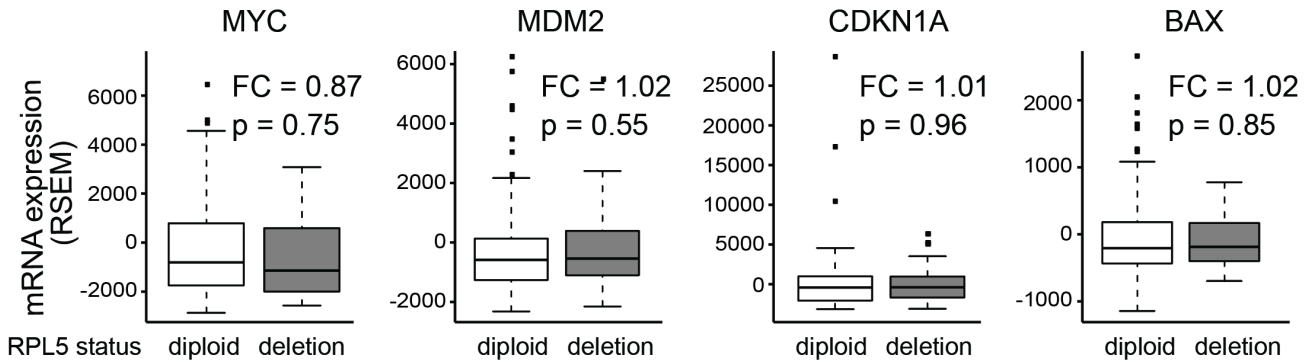 MYC
MDM2
CDKN1A
BAX
mRNA expression
(RSEM)
6000
4000
2000
0
-2000
FC = 0.87
p = 0.75
6000
4000
2000
0
-2000
FC = 1.02
p = 0.55
25000
20000
15000
10000
5000
0
FC = 1.01
p = 0.96
2000
1000
0
-1000
FC = 1.02
p = 0.85
RPL5 status diploid deletion diploid deletion diploid deletion diploid deletion